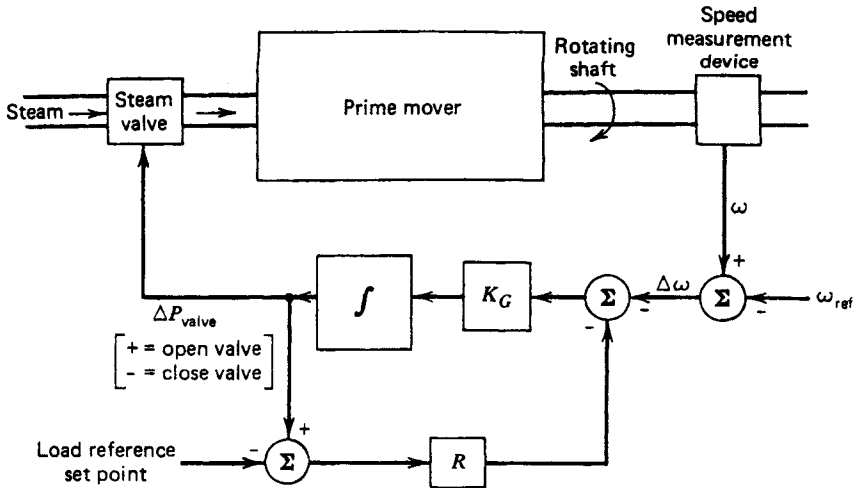 Speed
measurement
device
Rotating
shaft
Steam
Steam
valve
Prime mover
ω
+
Δω
Σ
-
ω_ref
∫
K_G
Σ
-
-
ΔP_valve
[+ = open valve
- = close valve]
+
-
Load reference
set point
Σ
R